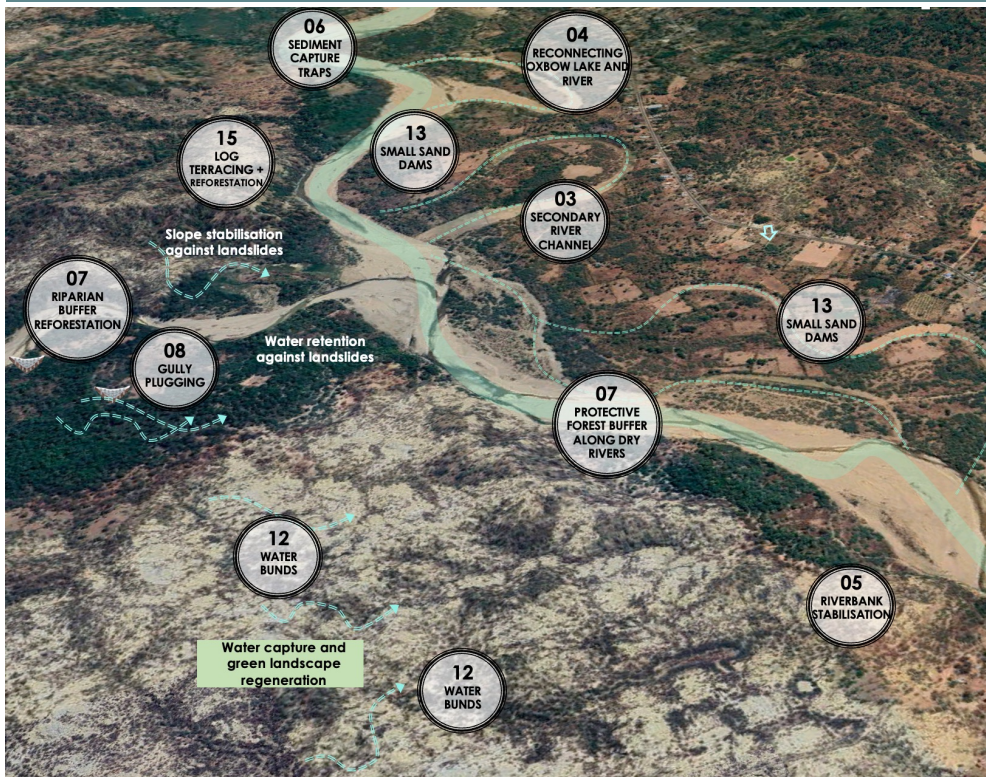 06
SEDIMENT
CAPTURE
TRAPS
04
RECONNECTING
OXBOW LAKE AND
RIVER
15
LOG
TERRACING +
REFORESTATION
13
SMALL SAND
DAMS
03
SECONDARY
RIVER
CHANNEL
Slope stabilisation
against landslides
07
RIPARIAN
BUFFER
REFORESTATION
08
GULLY
PLUGGING
Water retention
against landslides
13
SMALL SAND
DAMS
07
PROTECTIVE
FOREST BUFFER
ALONG DRY
RIVERS
12
WATER
BUNDS
05
RIVERBANK
STABILISATION
Water capture and
green landscape
regeneration
12
WATER
BUNDS